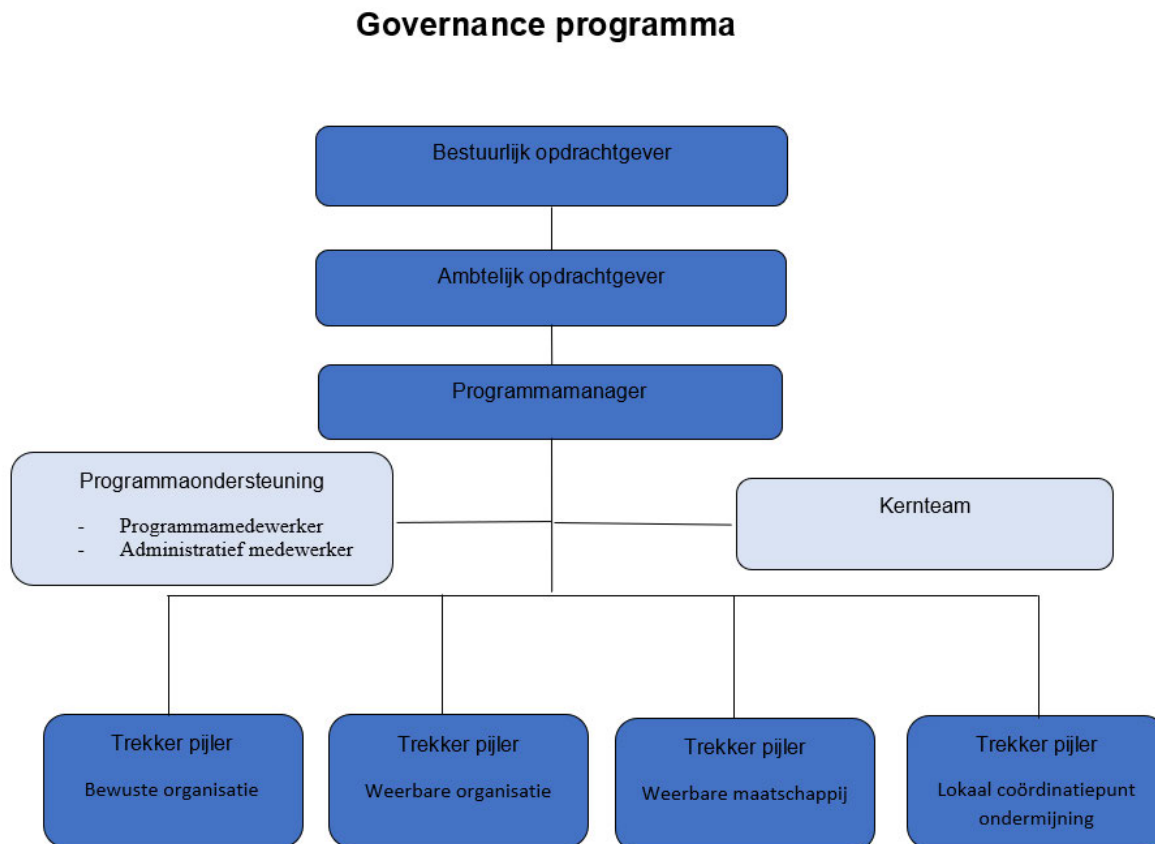 Governance programma
Bestuurlijk opdrachtgever
Ambtelijk opdrachtgever
Programmamanager
Programmaondersteuning
- Programmamedewerker
- Administratief medewerker
Kernteam
Trekker pijler
Bewuste organisatie
Trekker pijler
Weerbare organisatie
Trekker pijler
Weerbare maatschappij
Trekker pijler
Lokaal coördinatiepunt
ondermijning